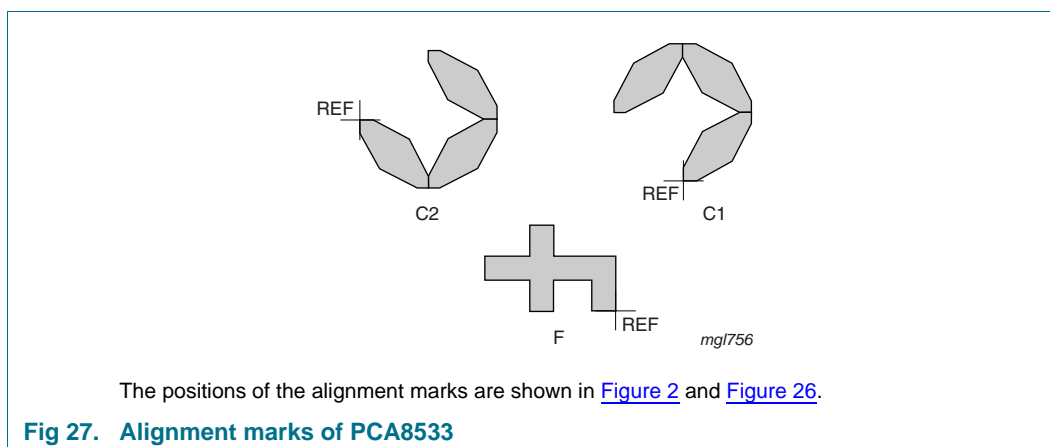 REF
C2
REF
C1
REF
F
mgl756
The positions of the alignment marks are shown in Figure 2 and Figure 26.
Fig 27. Alignment marks of PCA8533